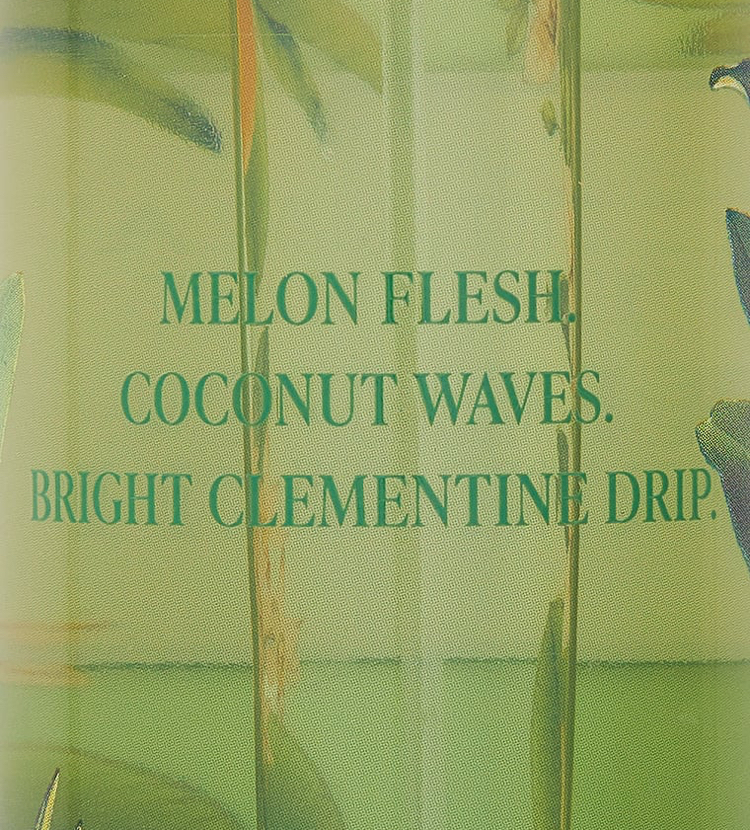 MELON FLESH.
COCONUT WAVES.
BRIGHT CLEMENTINE DRIP.